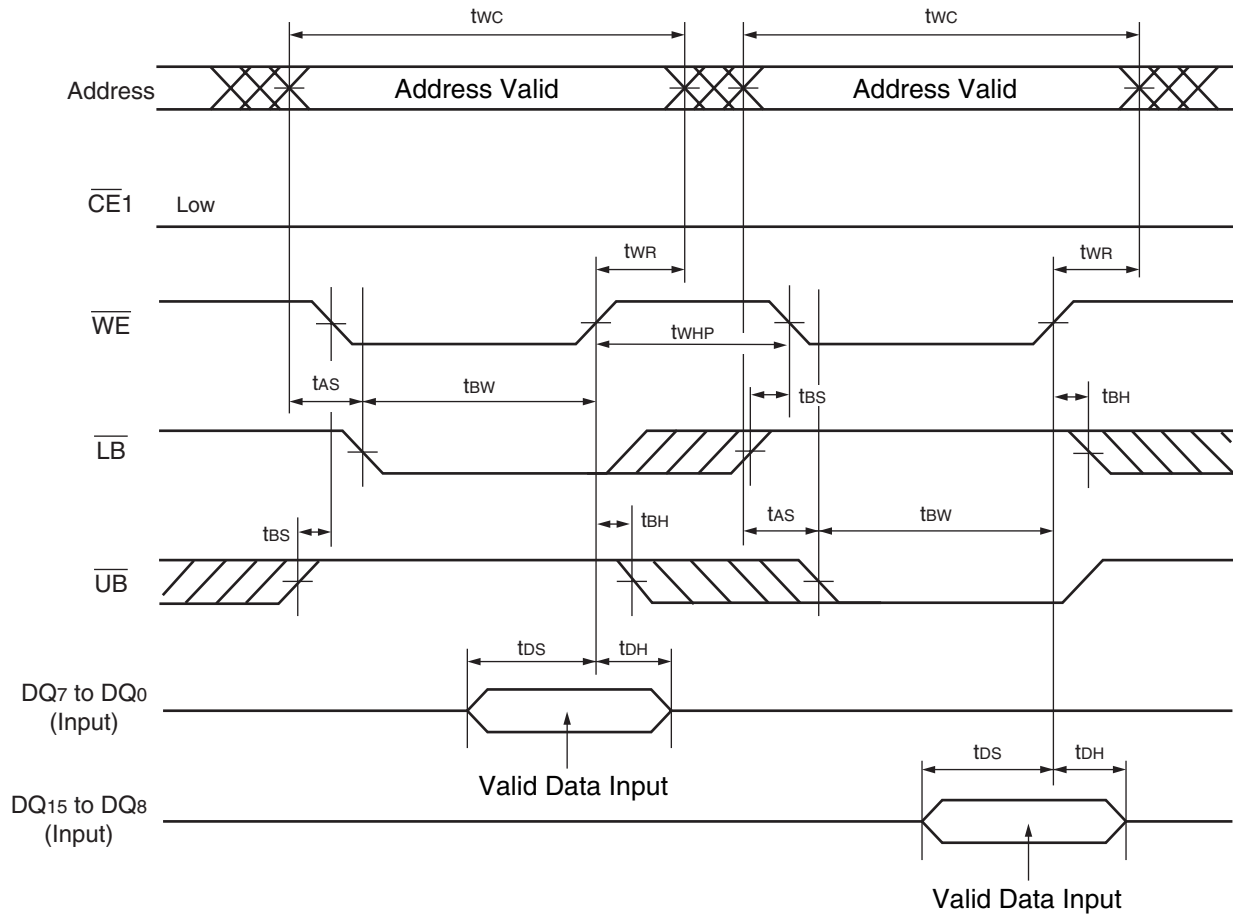 tWC tWC
Address Address Valid Address Valid
CE1 Low
tWR tWR
WE
tWHP
tAS tBW tBS tBH
LB
tBS tBH tAS tBW
UB
tDS tDH
DQ7 to DQ0
(Input)
Valid Data Input
tDS tDH
DQ15 to DQ8
(Input)
Valid Data Input